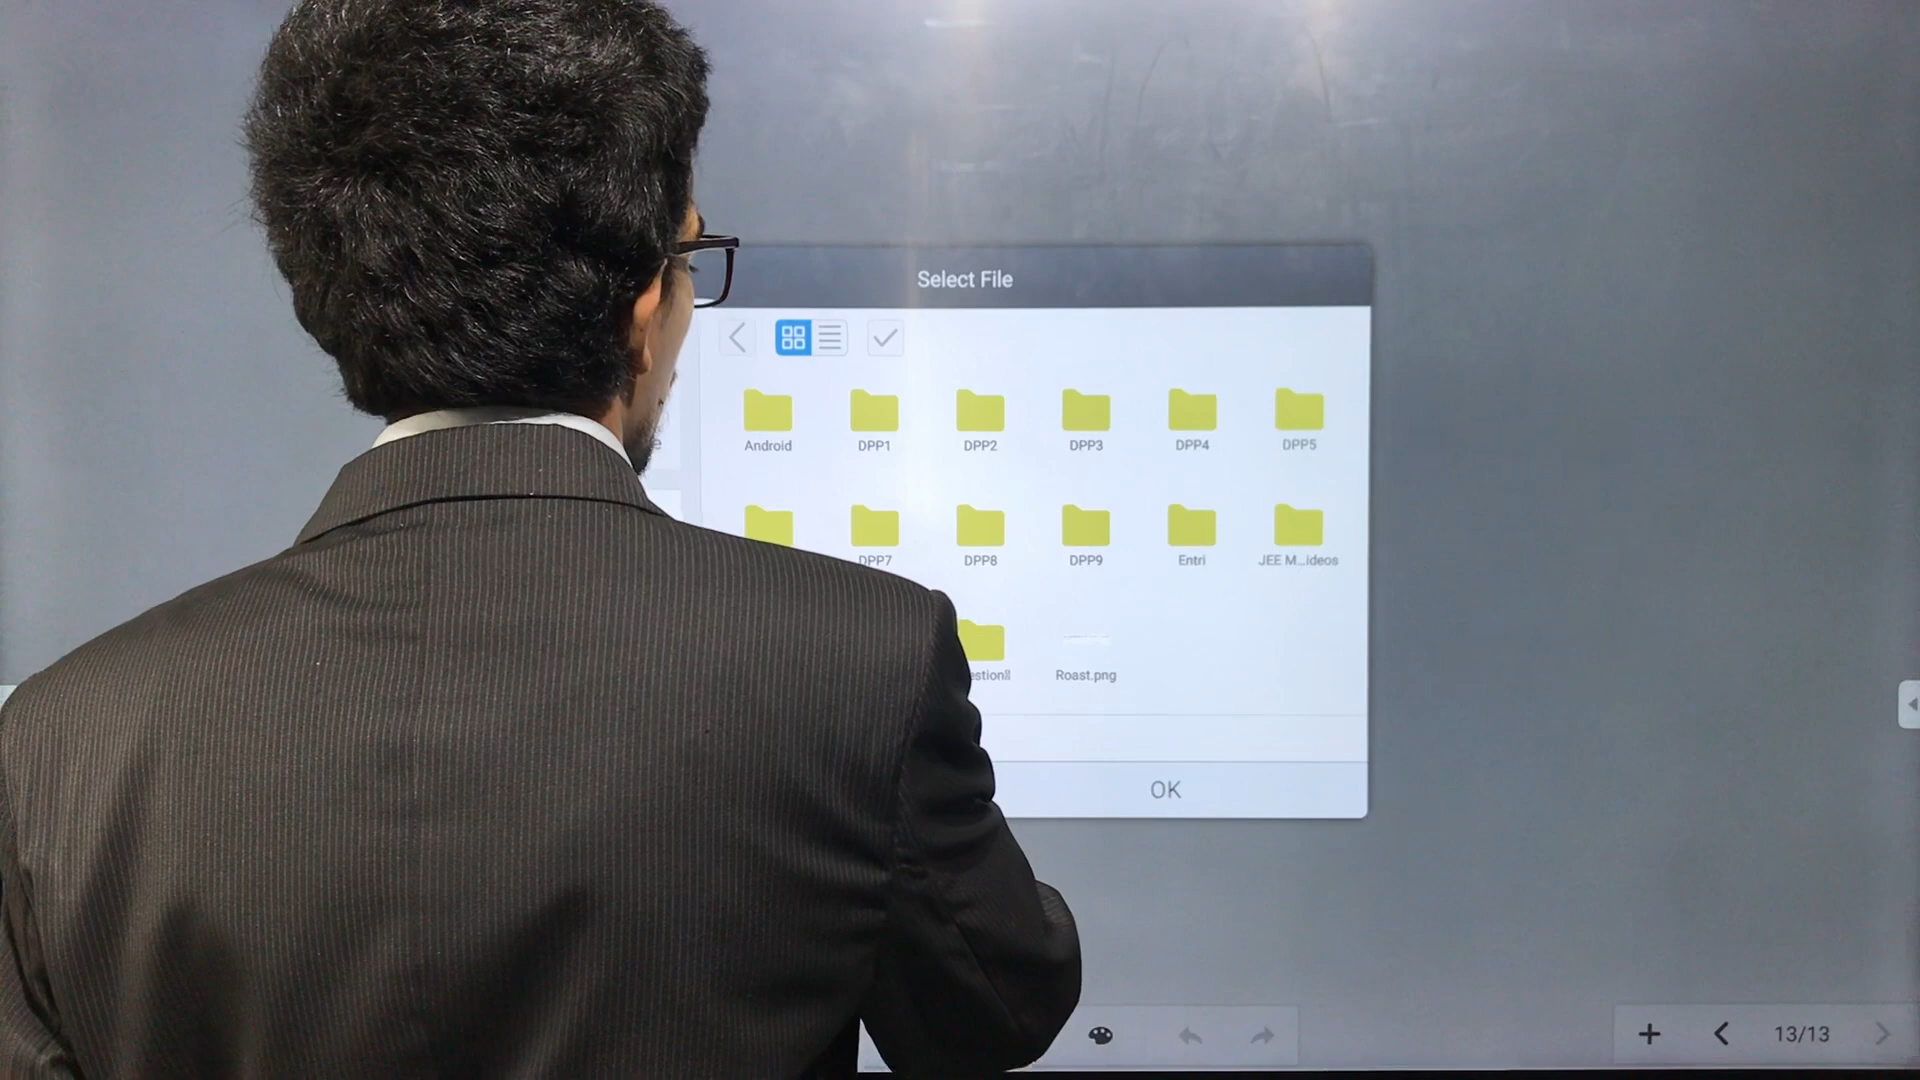 Select File
Android DPP1 DPP2 DPP3 DPP4 DPP5
DPP7 DPP8 DPP9 Entri JEE M...ideos
Roast.png
OK
13/13